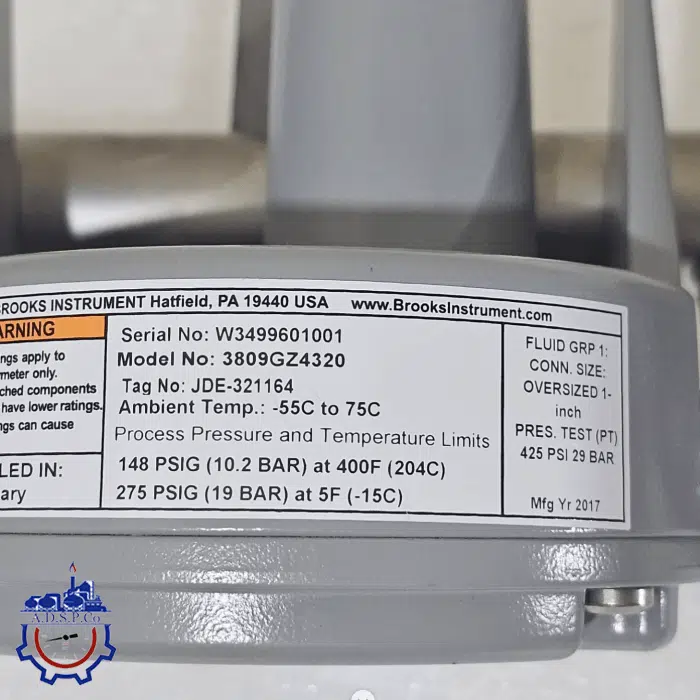 BROOKS INSTRUMENT Hatfield, PA 19440 USA www.BrooksInstrument.com
ARNING
ngs apply to
meter only.
ched components
have lower ratings.
ngs can cause
LED IN:
ary
Serial No: W3499601001
Model No: 3809GZ4320
Tag No: JDE-321164
Ambient Temp.: -55C to 75C
Process Pressure and Temperature Limits
148 PSIG (10.2 BAR) at 400F (204C)
275 PSIG (19 BAR) at 5F (-15C)
FLUID GRP 1:
CONN. SIZE:
OVERSIZED 1-
inch
PRES. TEST (PT)
425 PSI 29 BAR
Mfg Yr 2017
A.D.S.P.Co